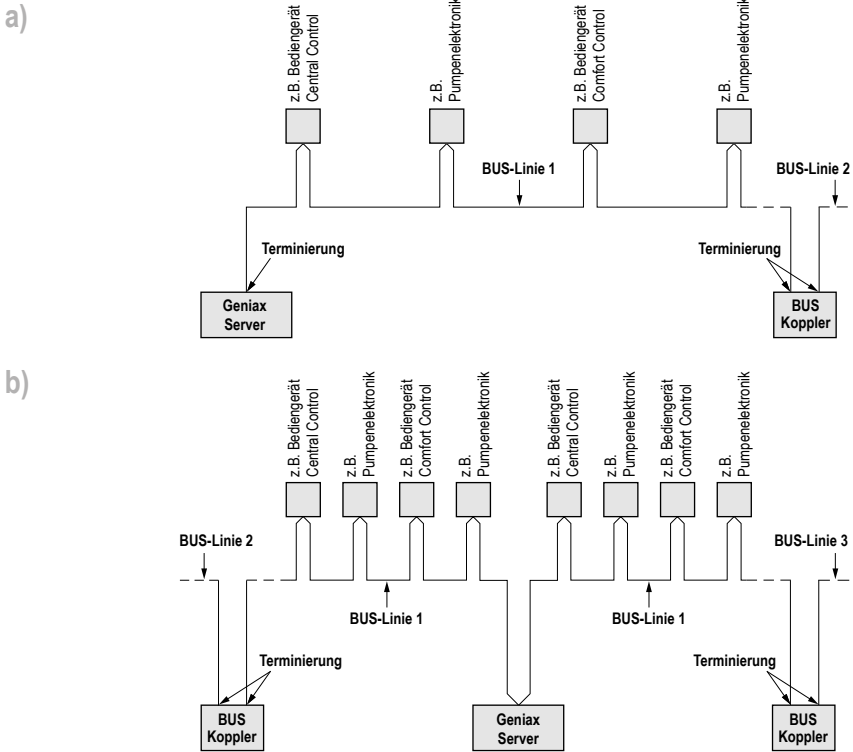 a)
z.B. Bediengerät
Central Control
z.B.
Pumpenelektronik
z.B. Bediengerät
Comfort Control
z.B.
Pumpenelektronik
BUS-Linie 1
BUS-Linie 2
Terminierung
Terminierung
Geniax
Server
BUS
Koppler
b)
z.B. Bediengerät
Central Control
z.B.
Pumpenelektronik
z.B. Bediengerät
Comfort Control
z.B.
Pumpenelektronik
z.B. Bediengerät
Central Control
z.B.
Pumpenelektronik
z.B. Bediengerät
Comfort Control
z.B.
Pumpenelektronik
BUS-Linie 2
BUS-Linie 3
BUS-Linie 1
BUS-Linie 1
Terminierung
Terminierung
BUS
Koppler
Geniax
Server
BUS
Koppler